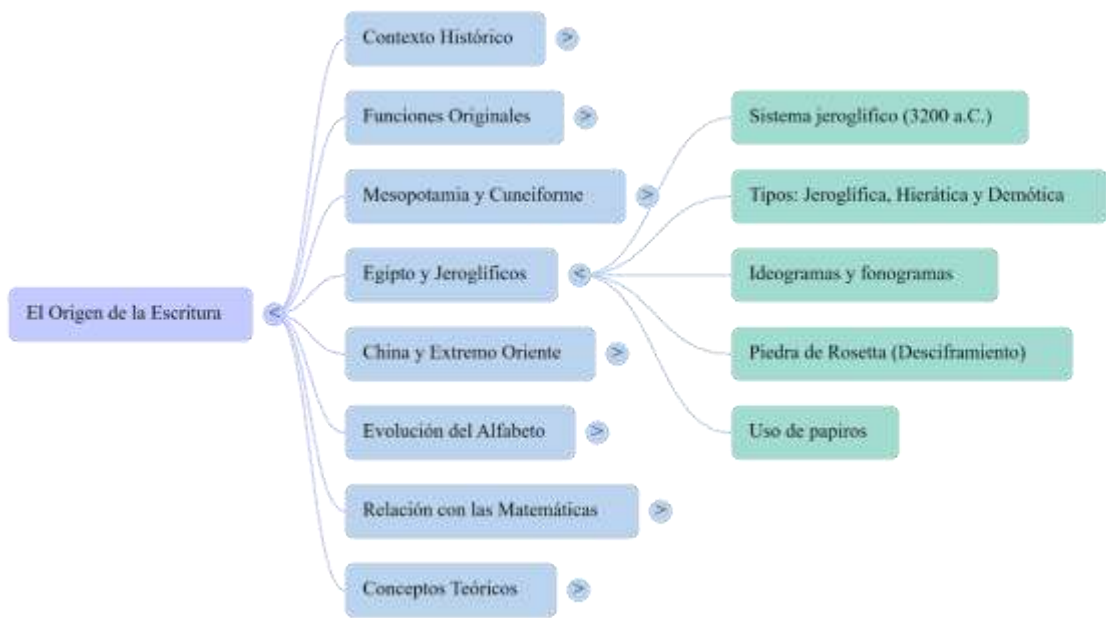 El Origen de la Escritura
Contexto Histórico
Funciones Originales
Mesopotamia y Cuneiforme
Egipto y Jeroglíficos
Sistema jeroglífico (3200 a.C.)
Tipos: Jeroglífica, Hierática y Demótica
Ideogramas y fonogramas
Piedra de Rosetta (Desciframiento)
Uso de papiros
China y Extremo Oriente
Evolución del Alfabeto
Relación con las Matemáticas
Conceptos Teóricos